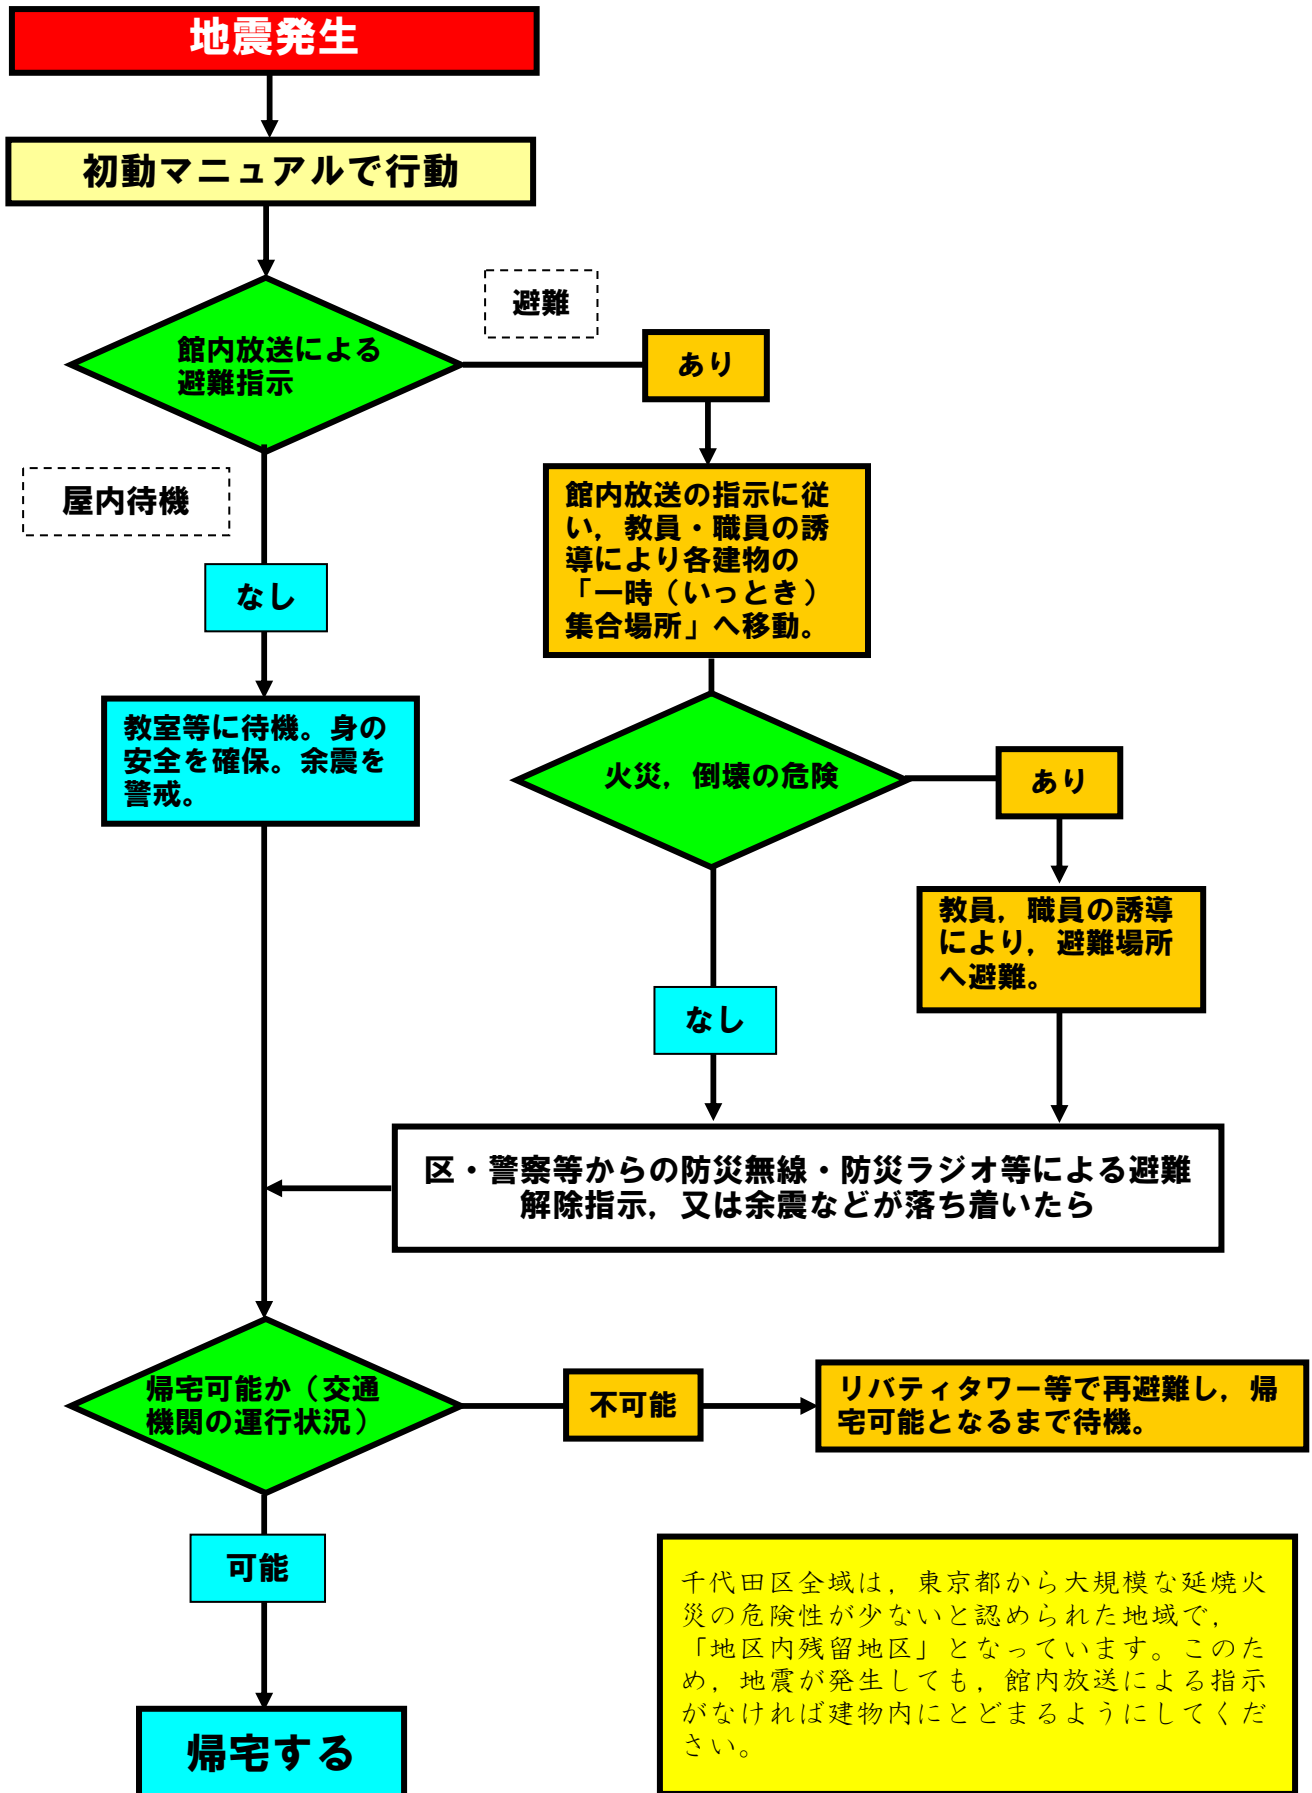 地震発生
初動マニュアルで行動
避難
館内放送による
避難指示
あり
屋内待機
館内放送の指示に従
い，教員・職員の誘
導により各建物の
「一時（いっとき）
集合場所」へ移動。
なし
教室等に待機。身の
安全を確保。余震を
警戒。
火災，倒壊の危険
あり
教員，職員の誘導
により，避難場所
へ避難。
なし
区・警察等からの防災無線・防災ラジオ等による避難
解除指示，又は余震などが落ち着いたら
帰宅可能か（交通
機関の運行状況）
不可能
リバティタワー等で再避難し，帰
宅可能となるまで待機。
可能
千代田区全域は，東京都から大規模な延焼火
災の危険性が少ないと認められた地域で，
「地区内残留地区」となっています。このた
め，地震が発生しても，館内放送による指示
がなければ建物内にとどまるようにしてくだ
さい。
帰宅する